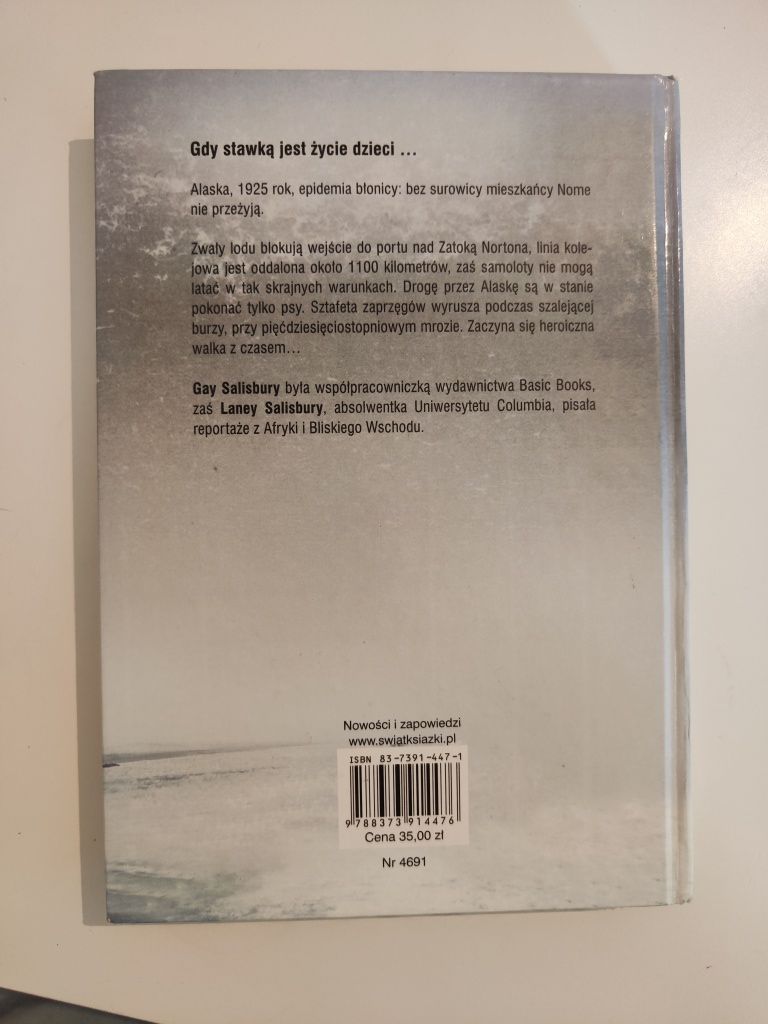 Gdy stawką jest życie dzieci ...
Alaska, 1925 rok, epidemia błonicy: bez surowicy mieszkańcy Nome
nie przeżyją.
Zwały lodu blokują wejście do portu nad Zatoką Nortona, linia kole-
jowa jest oddalona około 1100 kilometrów, zaś samoloty nie mogą
latać w tak skrajnych warunkach. Drogę przez Alaskę są w stanie
pokonać tylko psy. Sztafeta zaprzęgów wyrusza podczas szalejącej
burzy, przy pięćdziesięciostopniowym mrozie. Zaczyna się heroiczna
walka z czasem...
Gay Salisbury była współpracowniczką wydawnictwa Basic Books,
zaś Laney Salisbury, absolwentka Uniwersytetu Columbia, pisała
reportaże z Afryki i Bliskiego Wschodu.
Nowości i zapowiedzi
www.swiatksiazki.pl
ISBN 83-7391-447-1
9 788373 914476
Cena 35,00 zł
Nr 4691